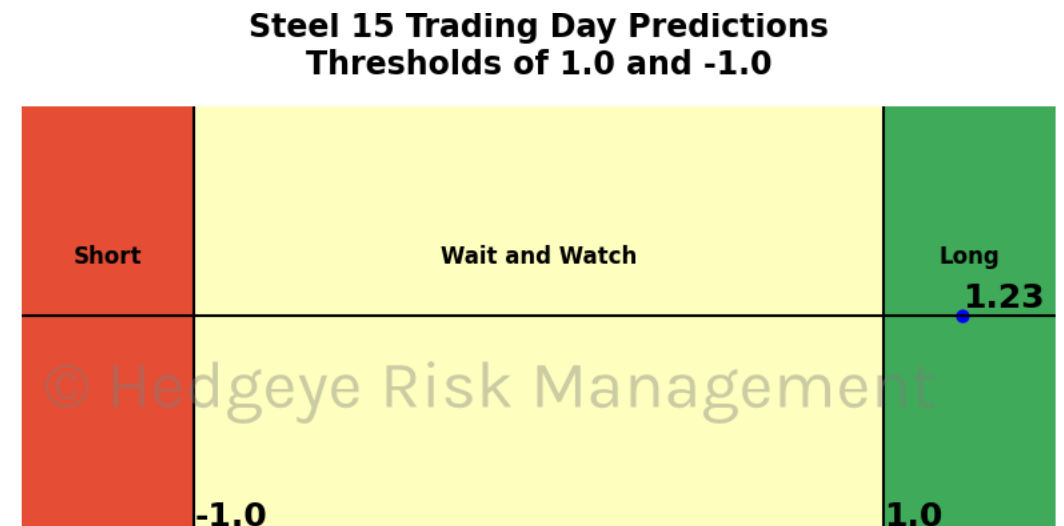 Steel 15 Trading Day Predictions
Thresholds of 1.0 and -1.0
Short
Wait and Watch
Long
1.23
© Hedgeye Risk Management
-1.0
1.0